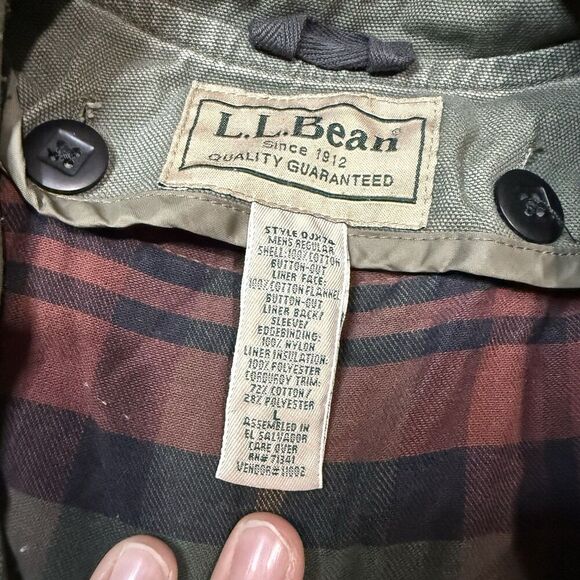 L.L.Bean®
Since 1912
QUALITY GUARANTEED
STYLE OJX74
MENS REGULAR
SHELL: 100% COTTON
BUTTON-OUT
LINER FACE:
100% COTTON FLANNEL
BUTTON-OUT
LINER BACK/
SLEEVE/
EDGEBINDING:
100% NYLON
LINER INSULATION:
100% POLYESTER
CORDUROY TRIM:
72% COTTON/
28% POLYESTER
L
ASSEMBLED IN
EL SALVADOR
CARE OVER
RN# 71341
VENDOR# 11002